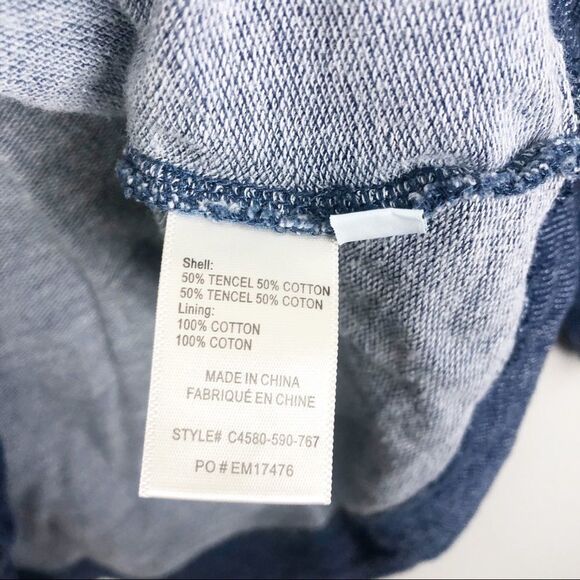 Shell:
50% TENCEL 50% COTTON
50% TENCEL 50% COTON
Lining:
100% COTTON
100% COTON
MADE IN CHINA
FABRIQUÉ EN CHINE
STYLE# C4580-590-767
PO # EM17476